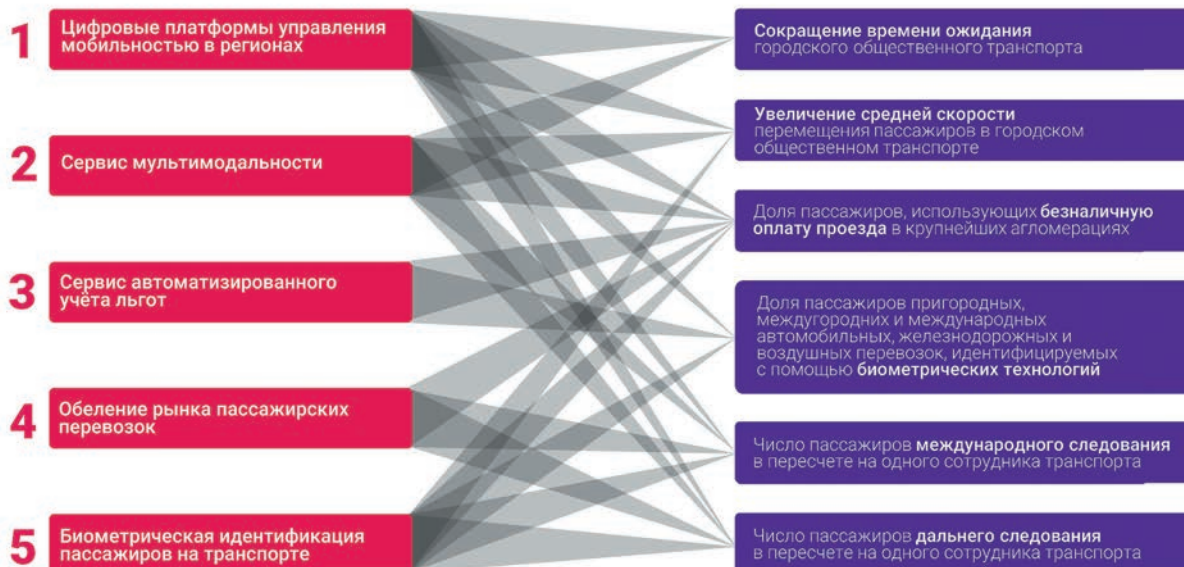 1
Цифровые платформы управления
мобильностью в регионах
2
Сервис мультимодальности
3
Сервис автоматизированного
учёта льгот
4
Обеление рынка пассажирских
перевозок
5
Биометрическая идентификация
пассажиров на транспорте
Сокращение времени ожидания
городского общественного транспорта
Увеличение средней скорости
перемещения пассажиров в городском
общественном транспорте
Доля пассажиров, использующих безналичную
оплату проезда в крупнейших агломерациях
Доля пассажиров пригородных,
междугородних и международных
автомобильных, железнодорожных и
воздушных перевозок, идентифицируемых
с помощью биометрических технологий
Число пассажиров международного следования
в пересчете на одного сотрудника транспорта
Число пассажиров дальнего следования
в пересчете на одного сотрудника транспорта